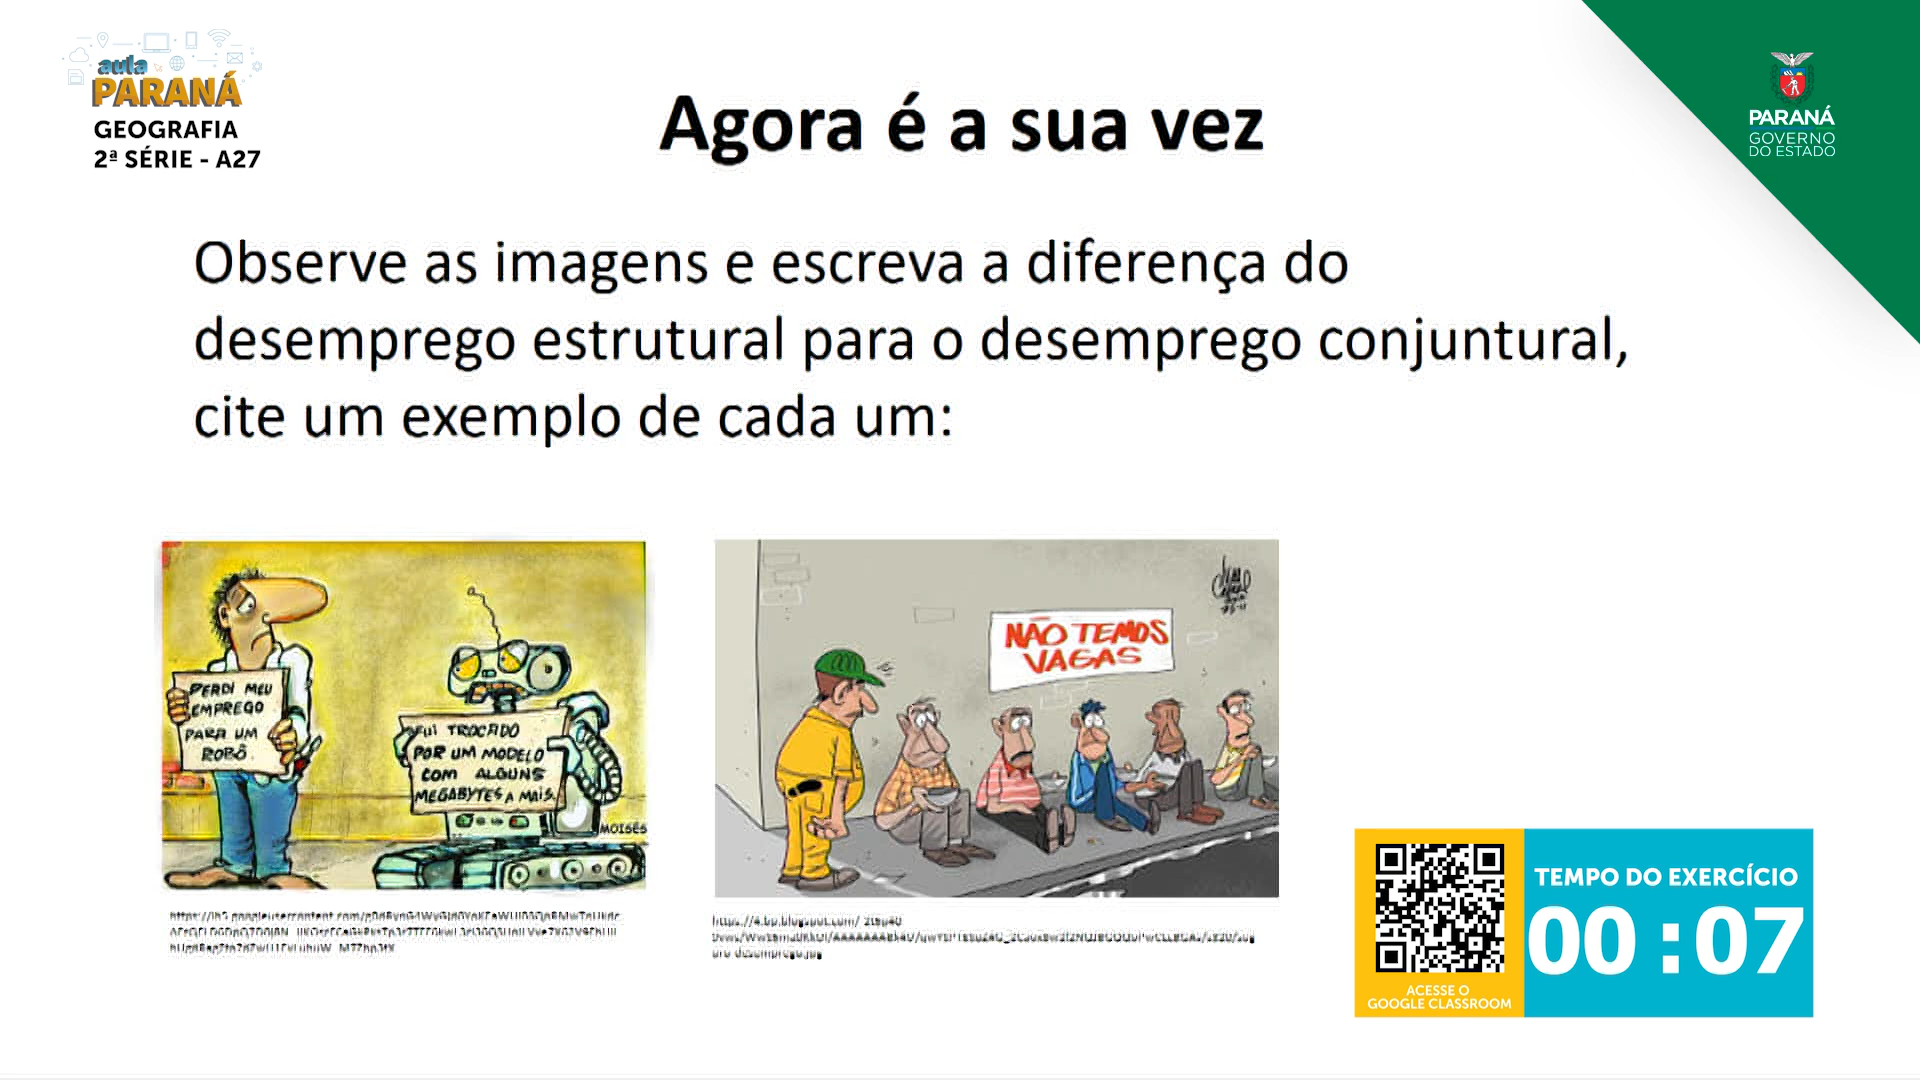 aula
PARANÁ
GEOGRAFIA
2ª SÉRIE - A27
Agora é a sua vez
PARANÁ
GOVERNO
DO ESTADO
Observe as imagens e escreva a diferença do
desemprego estrutural para o desemprego conjuntural,
cite um exemplo de cada um:
PERDI MEU
EMPREGO
PARA UM
ROBÔ.
FUI TROCADO
POR UM MODELO
COM ALGUNS
MEGABYTES A MAIS.
MOISÉS
NÃO TEMOS
VAGAS
TEMPO DO EXERCÍCIO
00 : 07
ACESSE O
GOOGLE CLASSROOM